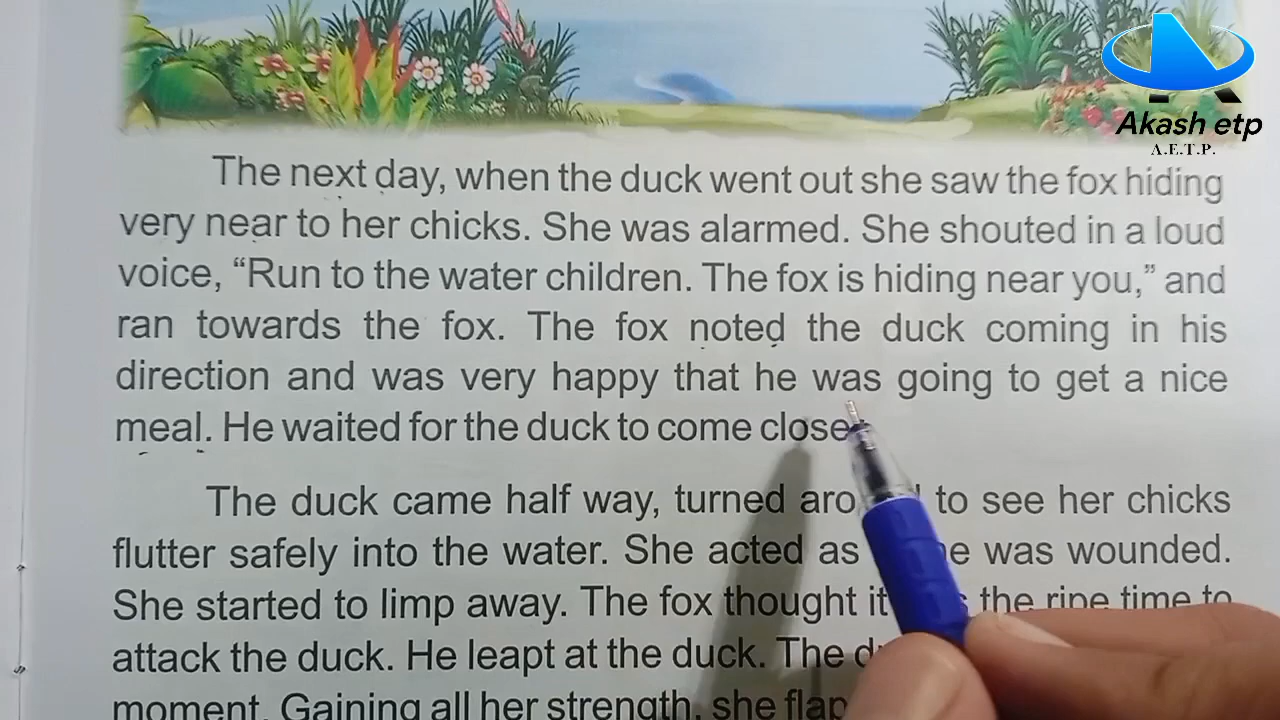 Akash etp
A.E.T.P.
The next day, when the duck went out she saw the fox hiding
very near to her chicks. She was alarmed. She shouted in a loud
voice, “Run to the water children. The fox is hiding near you,” and
ran towards the fox. The fox noted the duck coming in his
direction and was very happy that he was going to get a nice
meal. He waited for the duck to come close
The duck came half way, turned to see her chicks
flutter safely into the water. She acted as was wounded.
She started to limp away. The fox thought it the ripe time to
attack the duck. He leapt at the duck. The
moment. Gaining all her strength, she